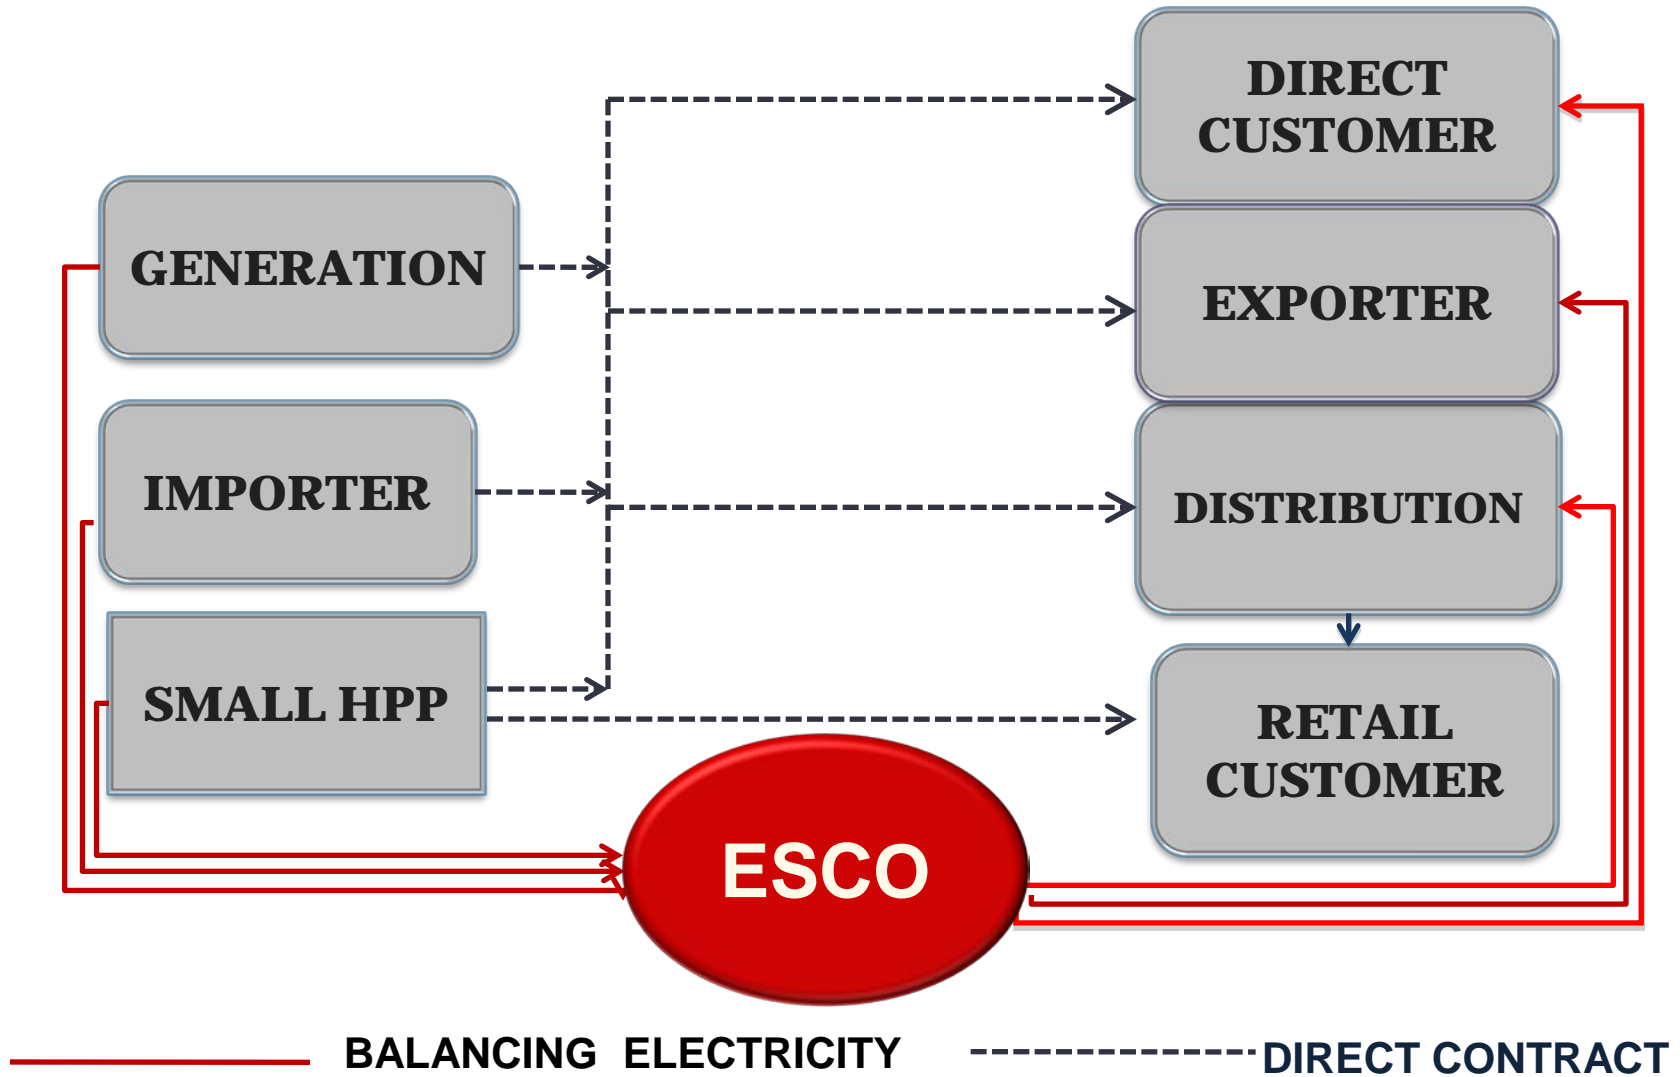 DIRECT
CUSTOMER
GENERATION
EXPORTER
IMPORTER
DISTRIBUTION
SMALL HPP
RETAIL
CUSTOMER
ESCO
BALANCING ELECTRICITY
DIRECT CONTRACT